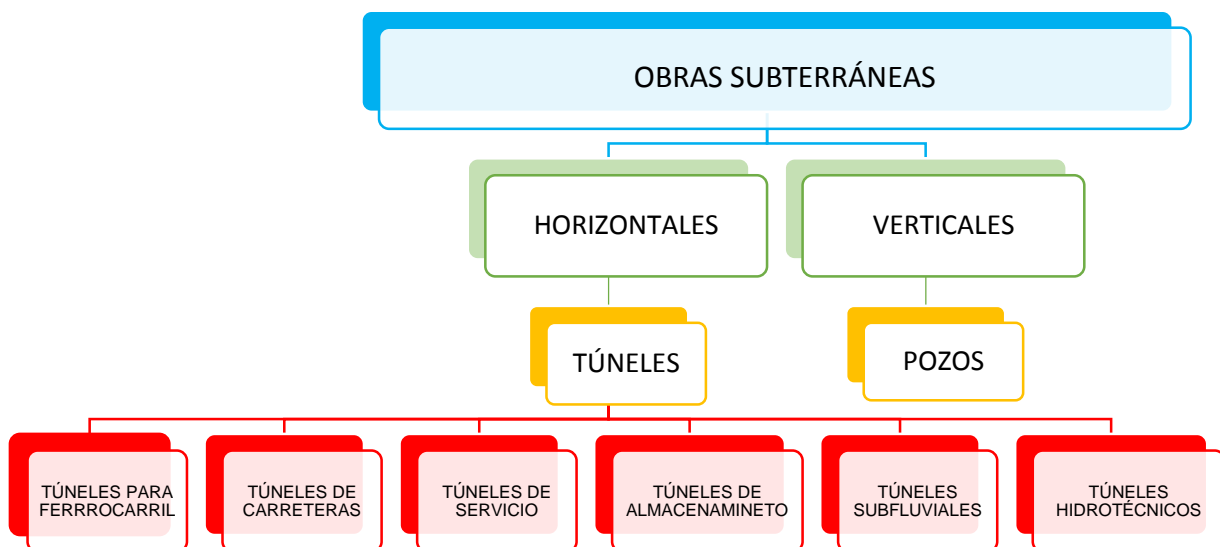 OBRAS SUBTERRÁNEAS
HORIZONTALES
VERTICALES
TÚNELES
POZOS
TÚNELES PARA
FERRROCARRIL
TÚNELES DE
CARRETERAS
TÚNELES DE
SERVICIO
TÚNELES DE
ALMACENAMINETO
TÚNELES
SUBFLUVIALES
TÚNELES
HIDROTÉCNICOS